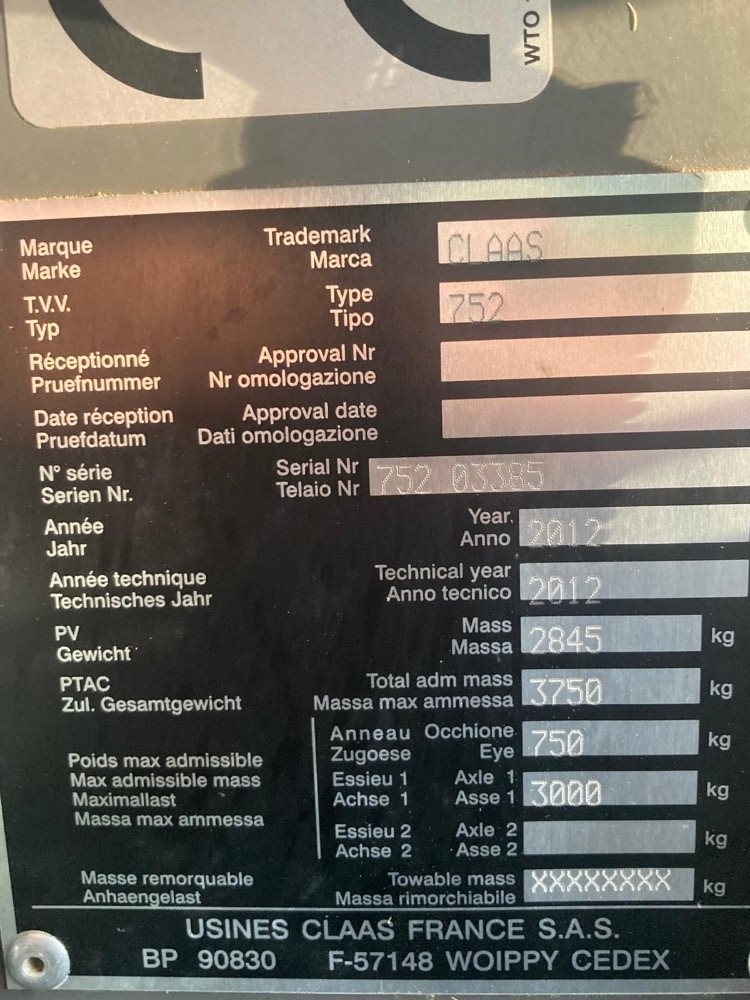 WTO
Marque Trademark CLAAS
Marke Marca
T.V.V. Type 752
Typ Tipo
Réceptionné Approval Nr
Pruefnummer Nr omologazione
Date réception Approval date
Pruefdatum Dati omologazione
N° série Serial Nr 752 03385
Serien Nr. Telaio Nr
Année Year. 2012
Jahr Anno
Année technique Technical year 2012
Technisches Jahr Anno tecnico
PV Mass 2845 kg
Gewicht Massa
PTAC Total adm mass 3750 kg
Zul. Gesamtgewicht Massa max ammessa
Anneau Occhione 750 kg
Zugoese Eye
Poids max admissible
Max admissible mass
Maximallast
Massa max ammessa
Essieu 1 Axle 1 3000 kg
Achse 1 Asse 1
Essieu 2 Axle 2 kg
Achse 2 Asse 2
Masse remorquable Towable mass XXXXXXXX kg
Anhaengelast Massa rimorchiabile
USINES CLAAS FRANCE S.A.S.
BP 90830 F-57148 WOIPPY CEDEX